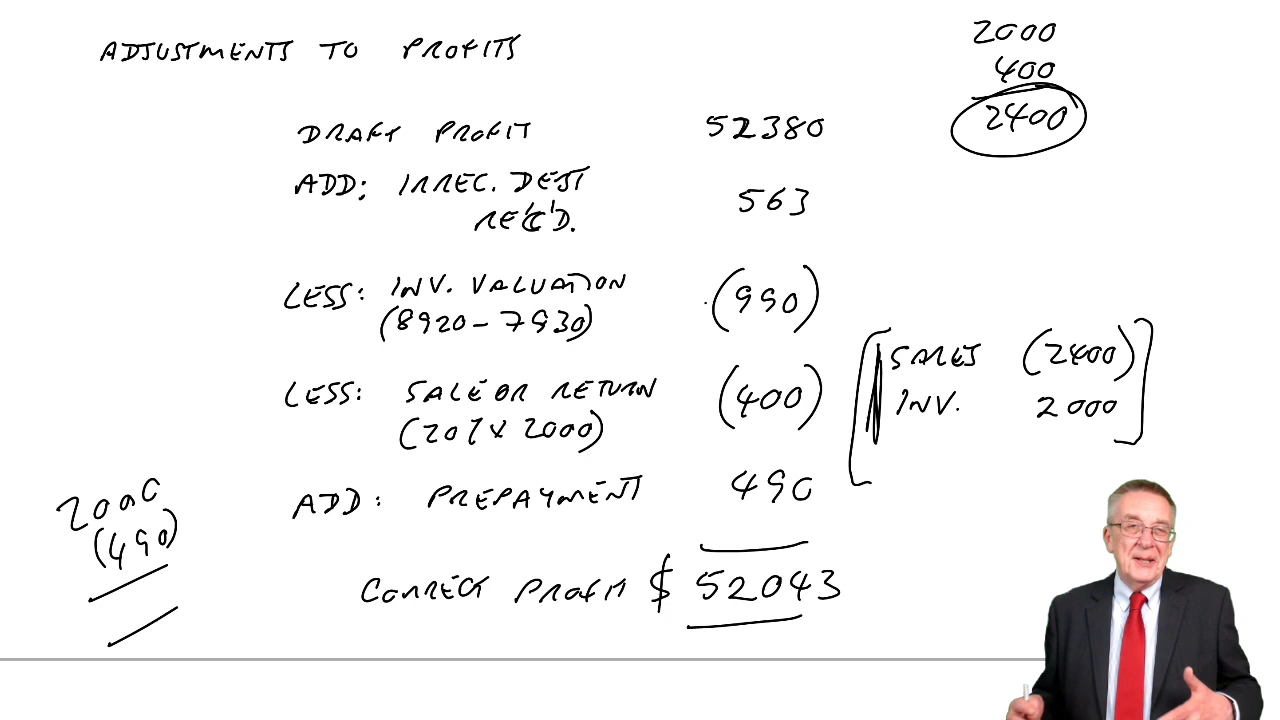 ADJUSTMENTS TO PROFITS
2000
400
2400
DRAFT PROFIT 52380
ADD: IRREC. DEBT 563
REC'D.
LESS: INV. VALUATION (990)
(8920 - 7930)
SALES (2400)
LESS: SALE OR RETURN (400)
INV. 2000
(20% x 2000)
ADD: PREPAYMENT 490
2000
(490)
CORRECT PROFIT $ 52043